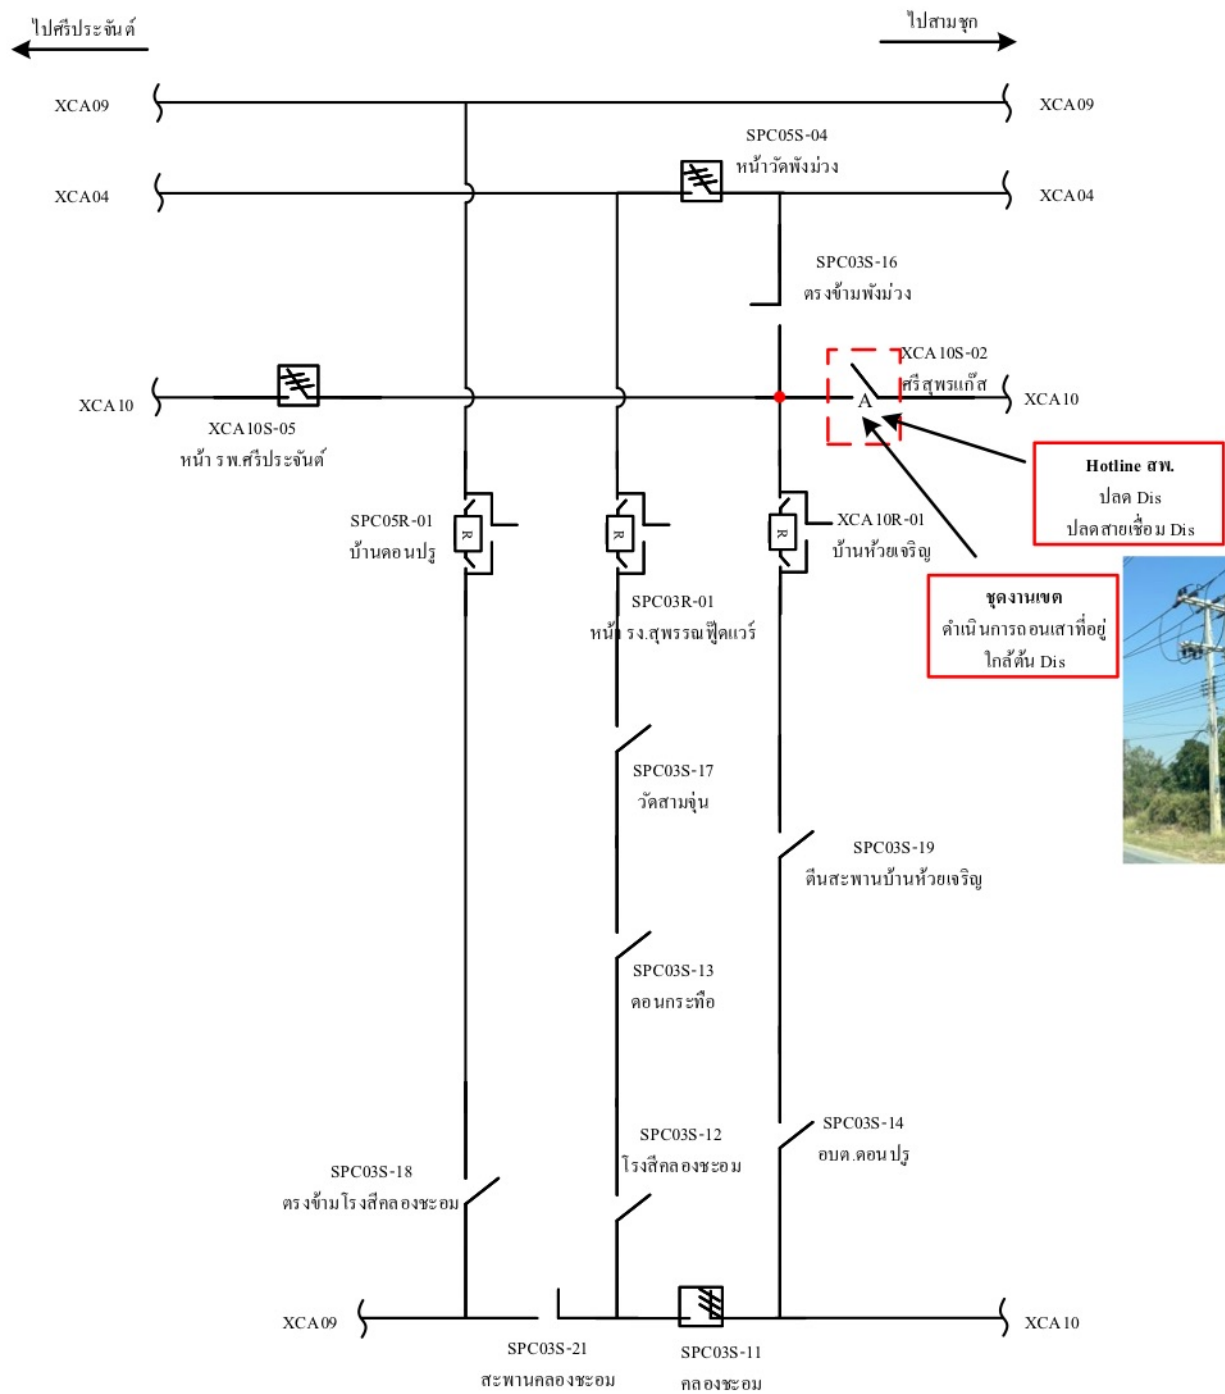 ไปศรีประจันต์
ไปสามชุก
XCA09
XCA09
SPC05S-04
หน้าวัดพังม่วง
XCA04
XCA04
SPC03S-16
ตรงข้ามพังม่วง
XCA10S-02
ศรีสุพรแก๊ส
A
XCA10
XCA10
XCA10S-05
หน้า รพ.ศรีประจันต์
Hotline สพ.
ปลด Dis
ปลดสายเชื่อม Dis
SPC05R-01
บ้านดอนปรู
R
R
R
XCA10R-01
บ้านห้วยเจริญ
SPC03R-01
หน้า รง.สุพรรณฟู๊ดแวร์
ชุดงานเขต
ดำเนินการถอนเสาที่อยู่
ใกล้ต้น Dis
SPC03S-17
วัดสามจุ่น
SPC03S-19
ตีนสะพานบ้านห้วยเจริญ
SPC03S-13
ดอนกระทือ
SPC03S-14
อบต.ดอนปรู
SPC03S-12
โรงสีคลองชะอม
SPC03S-18
ตรงข้ามโรงสีคลองชะอม
XCA09
XCA10
SPC03S-21
สะพานคลองชะอม
SPC03S-11
คลองชะอม